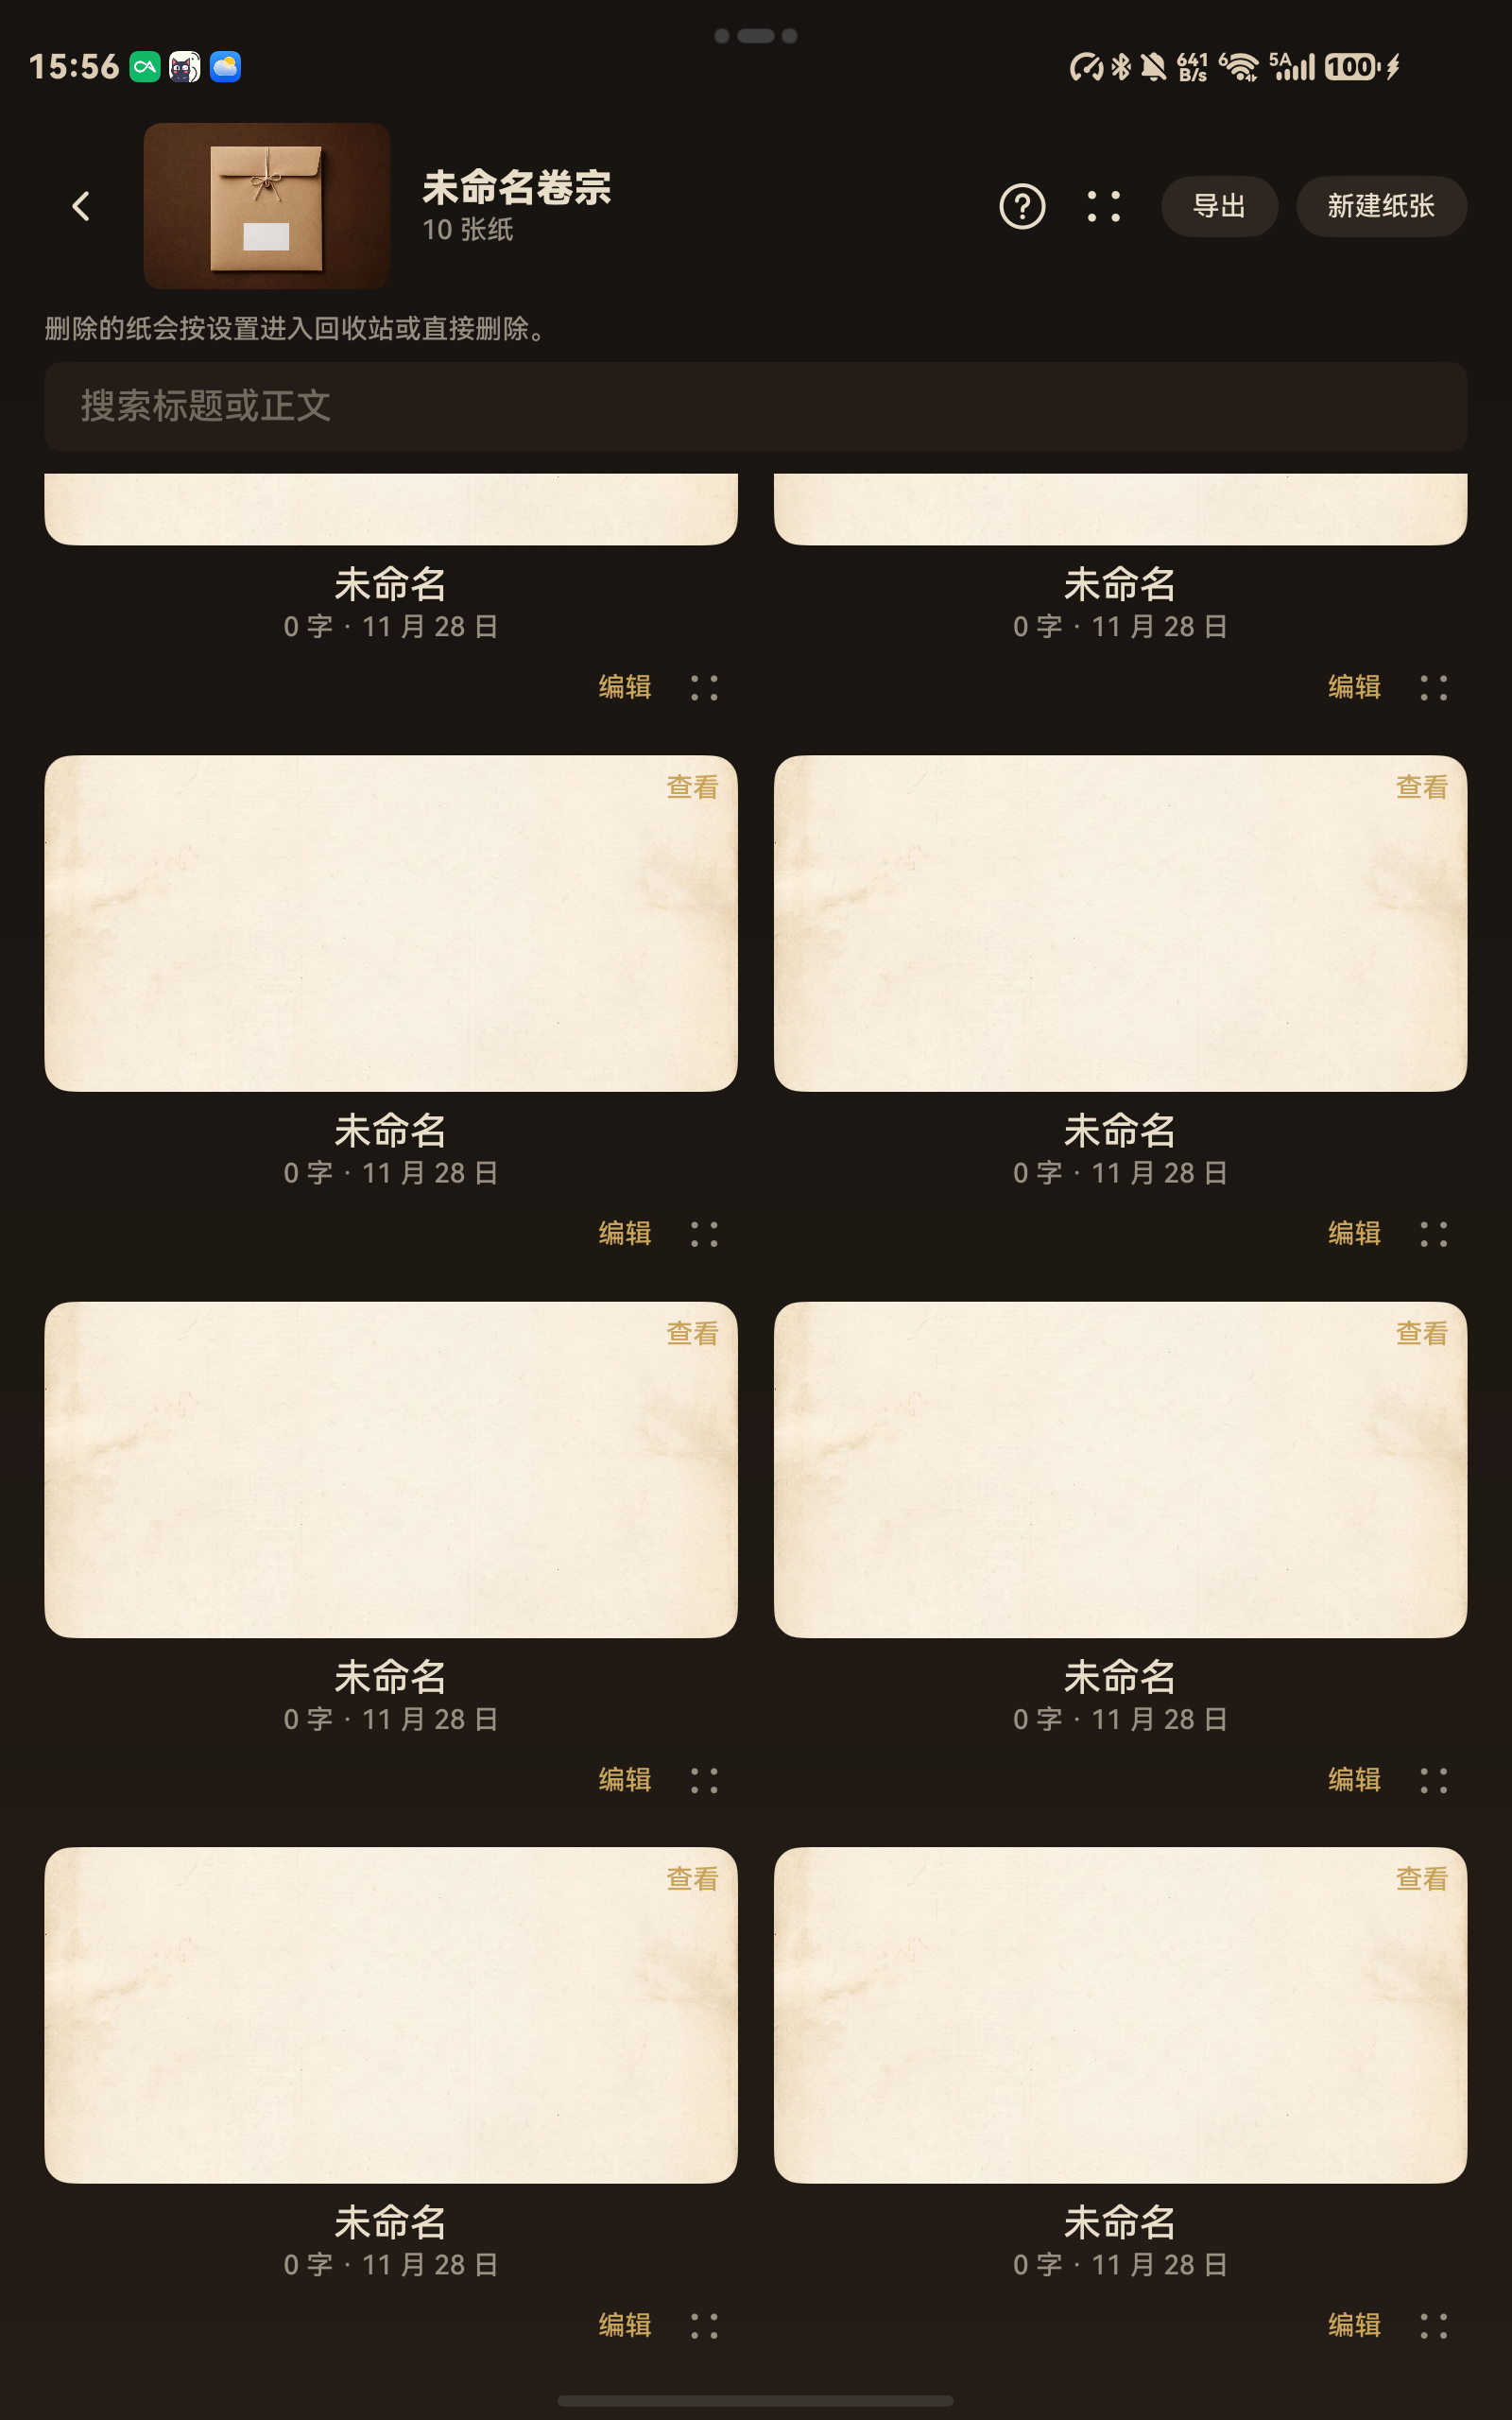 15:56 641 B/s 6 5A 100
未命名卷宗
10 张纸
导出 新建纸张
删除的纸会按设置进入回收站或直接删除。
搜索标题或正文
未命名 未命名
0 字 · 11 月 28 日 0 字 · 11 月 28 日
编辑 编辑
查看 查看
未命名 未命名
0 字 · 11 月 28 日 0 字 · 11 月 28 日
编辑 编辑
查看 查看
未命名 未命名
0 字 · 11 月 28 日 0 字 · 11 月 28 日
编辑 编辑
查看 查看
未命名 未命名
0 字 · 11 月 28 日 0 字 · 11 月 28 日
编辑 编辑